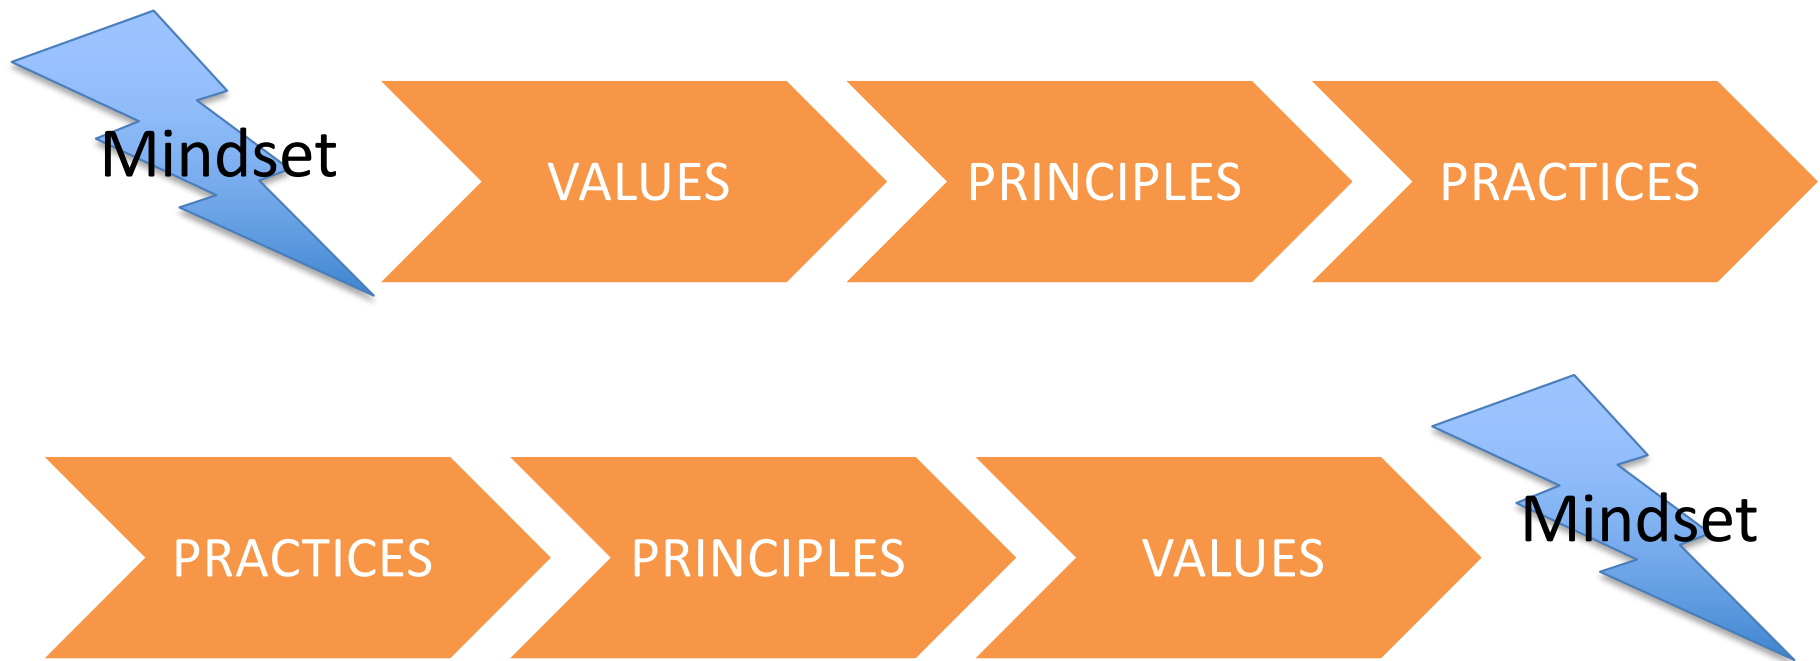 Mindset
VALUES
PRINCIPLES
PRACTICES
PRACTICES
PRINCIPLES
VALUES
Mindset